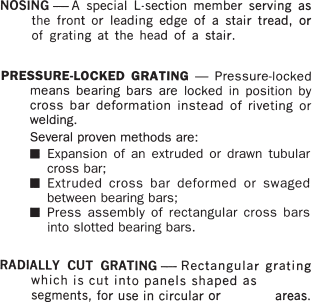 NOSING — A special L-section member serving as
the front or leading edge of a stair tread, or
of grating at the head of a stair.
PRESSURE-LOCKED GRATING — Pressure-locked
means bearing bars are locked in position by
cross bar deformation instead of riveting or
welding.
Several proven methods are:
■ Expansion of an extruded or drawn tubular
cross bar;
■ Extruded cross bar deformed or swaged
between bearing bars;
■ Press assembly of rectangular cross bars
into slotted bearing bars.
RADIALLY CUT GRATING — Rectangular grating
which is cut into panels shaped as
segments, for use in circular or areas.